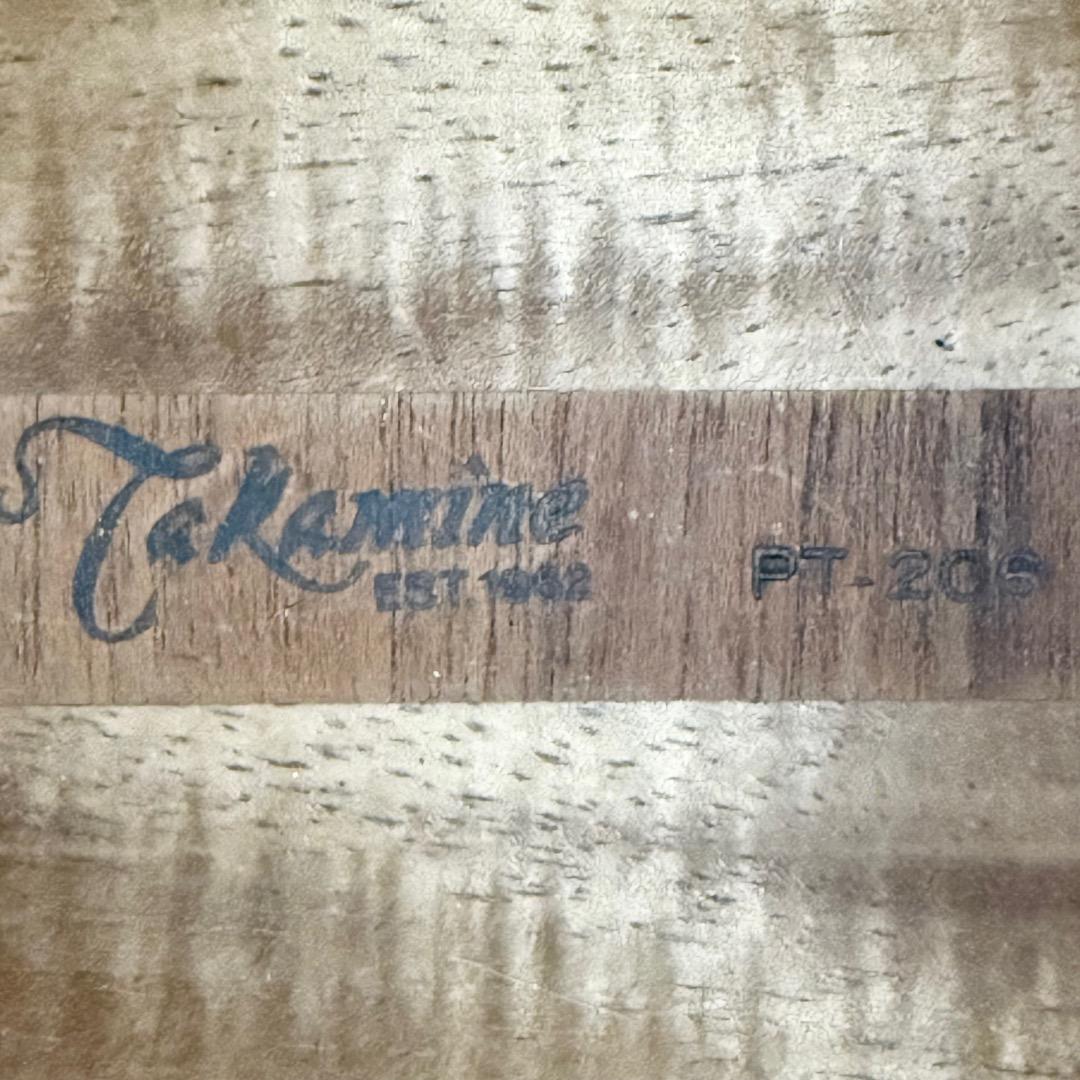 Takamine
EST. 1962
PT-206